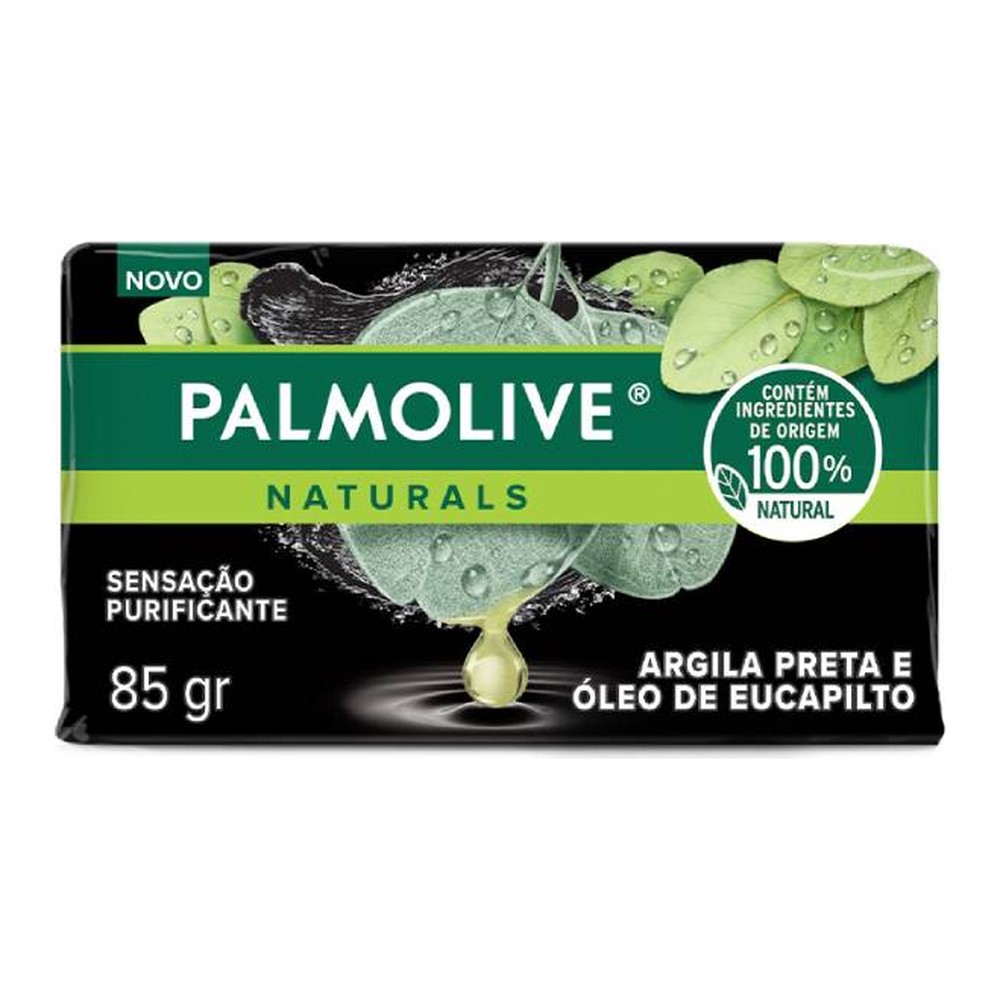 NOVO
PALMOLIVE®
NATURALS
CONTÉM
INGREDIENTES
DE ORIGEM
100%
NATURAL
SENSAÇÃO
PURIFICANTE
85 gr
ARGILA PRETA E
ÓLEO DE EUCAPILTO